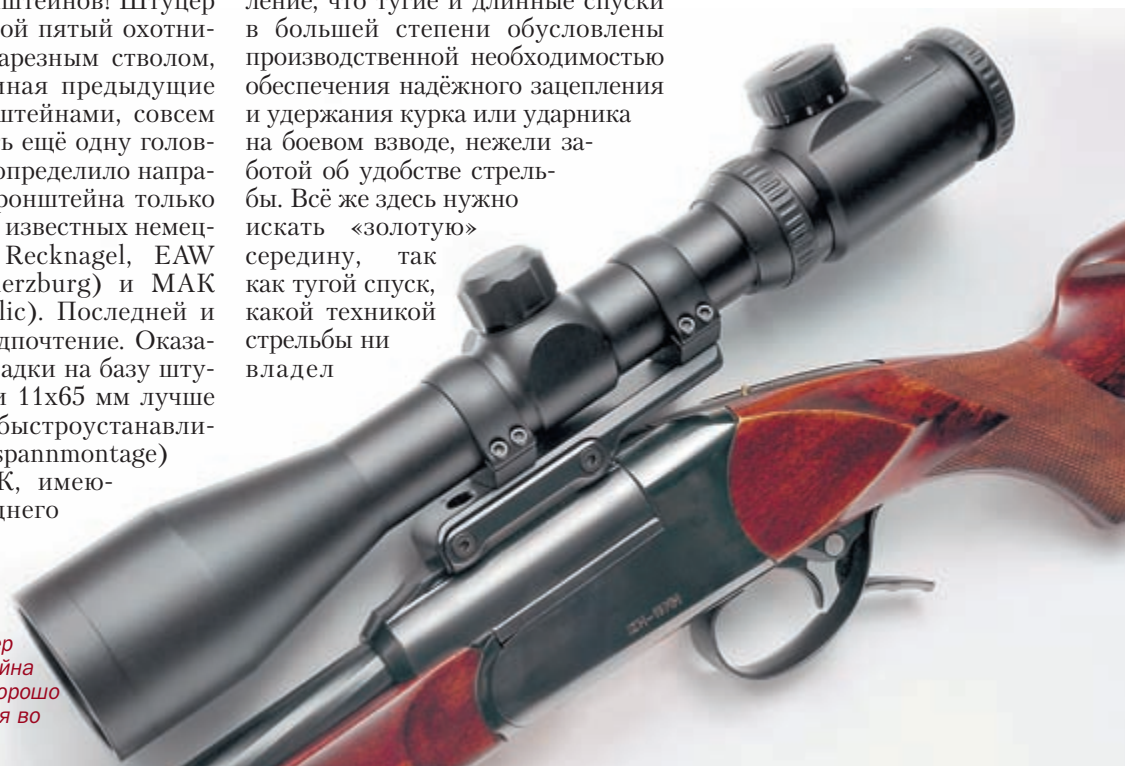 штейнов! Штуцер
ой пятый охотни-
арезным стволом,
иная предыдущие
штейнами, совсем
ь ещё одну голов-
определило напра-
ронштейна только
известных немец-
Recknagel, EAW
erzburg) и МАК
lic). Последней и
дпочтение. Оказа-
адки на базу шту-
и 11х65 мм лучше
быстроустанавли-
spannmontage)
К, имею-
днего
ление, что тугие и длинные спуски
в большей степени обусловлены
производственной необходимостью
обеспечения надёжного зацепления
и удержания курка или ударника
на боевом взводе, нежели за-
ботой об удобстве стрель-
бы. Всё же здесь нужно
искать «золотую»
середину, так
как тугой спуск,
какой техникой
стрельбы ни
владел
ер
йна
орошо
я во